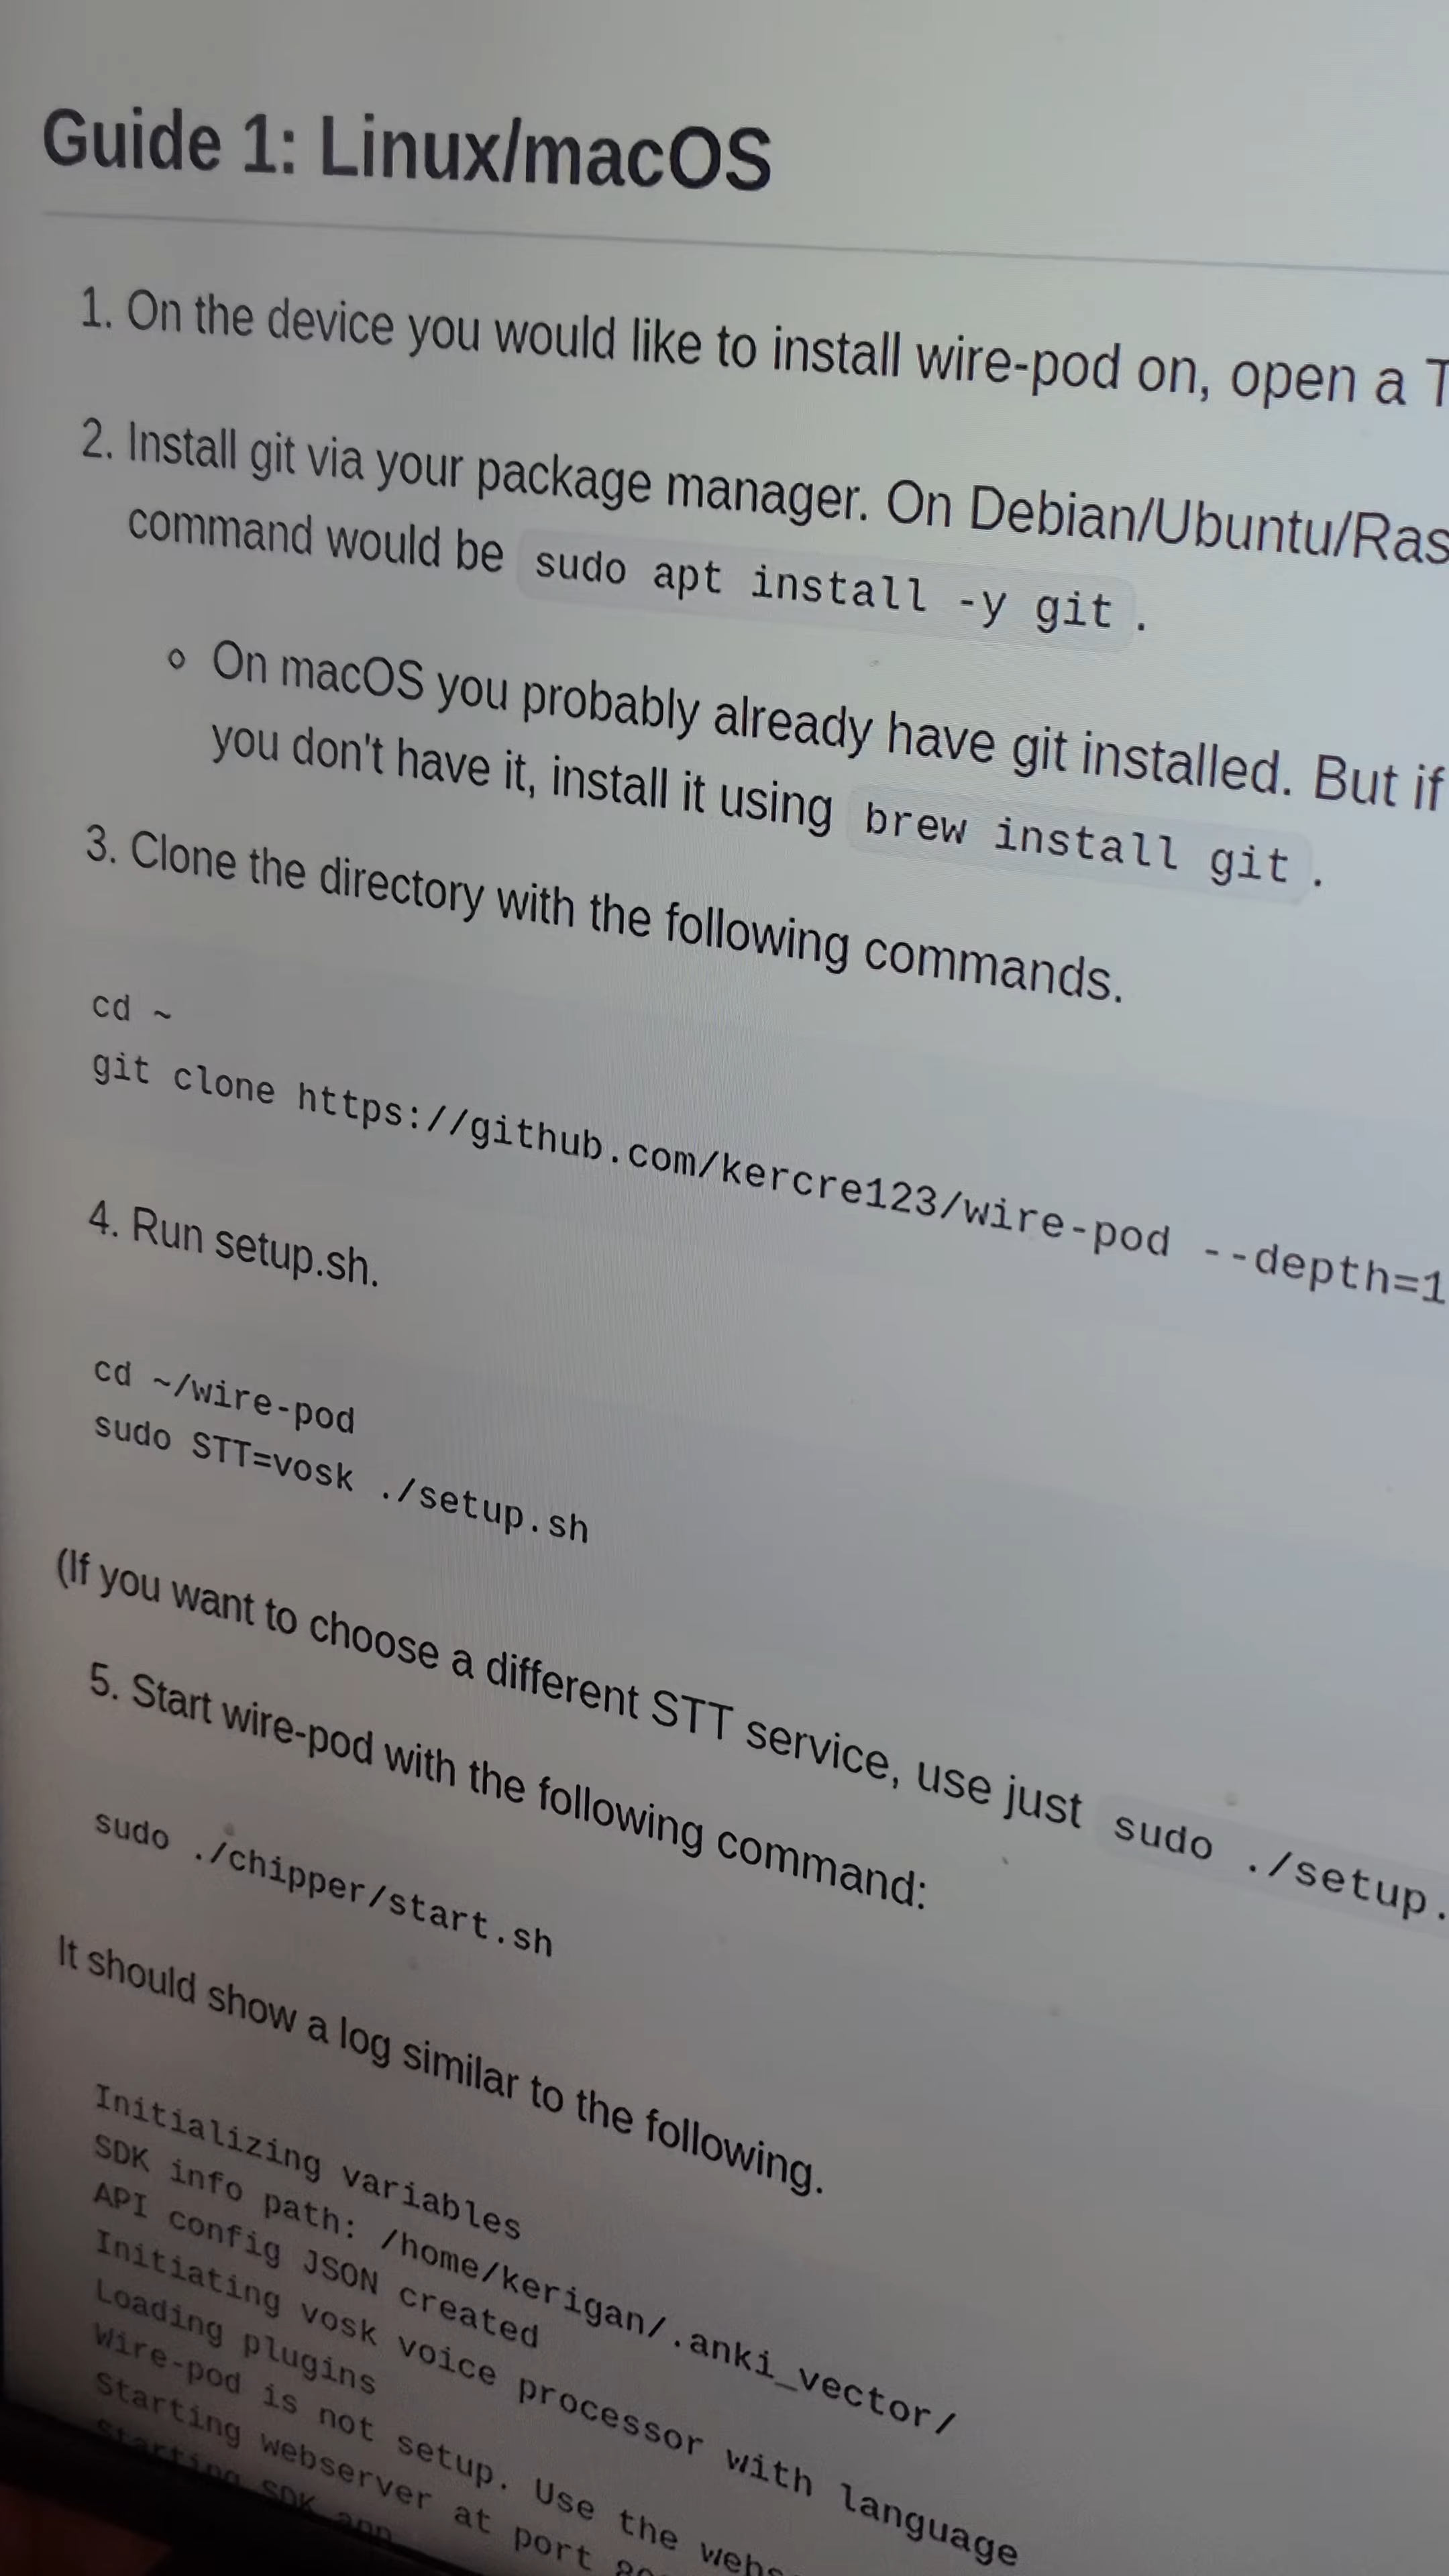 Guide 1: Linux/macOS
1. On the device you would like to install wire-pod on, open a
2. Install git via your package manager. On Debian/Ubuntu/Ras
command would be sudo apt install -y git .
On macOS you probably already have git installed. But if
you don't have it, install it using brew install git .
3. Clone the directory with the following commands.
cd ~
git clone https://github.com/kercre123/wire-pod --depth=1
4. Run setup.sh.
cd ~/wire-pod
sudo STT=vosk ./setup.sh
(If you want to choose a different STT service, use just sudo ./setup.
5. Start wire-pod with the following command:
sudo ./chipper/start.sh
It should show a log similar to the following.
Initializing variables
SDK info path: /home/kerigan/.anki_vector/
API config JSON created
Initiating vosk voice processor with language
Loading plugins
Wire-pod is not setup. Use the webs
Starting webserver at port
Starting SDK app